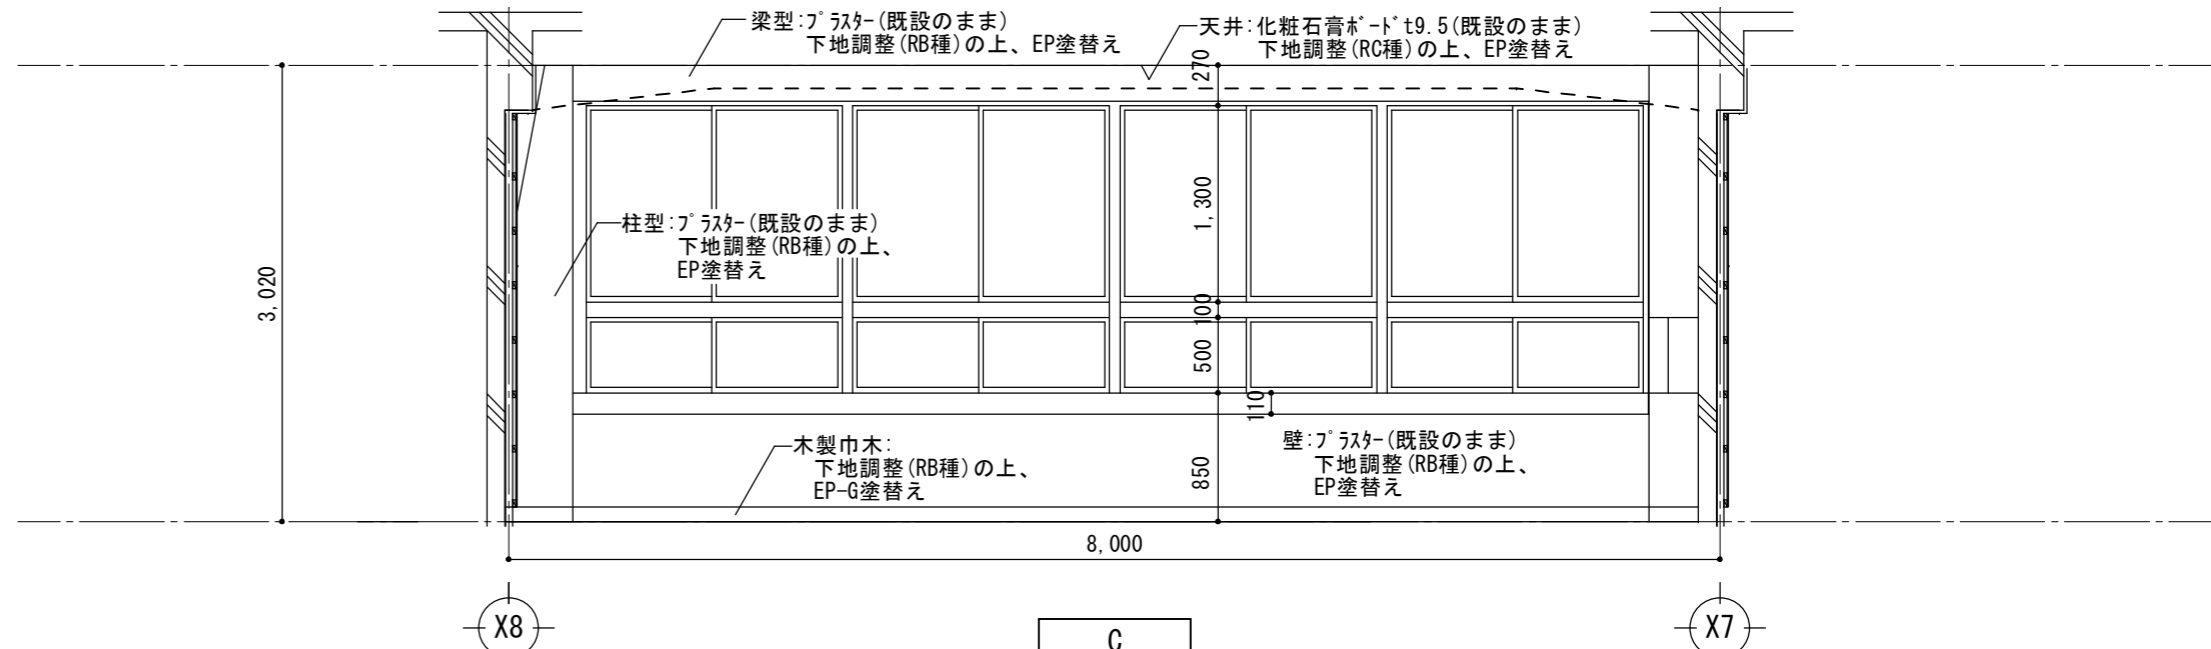 梁型:プラスター(既設のまま)
下地調整(RB種)の上、EP塗替え
天井:化粧石膏ボードt9.5(既設のまま)
下地調整(RC種)の上、EP塗替え
270
柱型:プラスター(既設のまま)
下地調整(RB種)の上、
EP塗替え
1,300
3,020
100
500
110
木製巾木:
下地調整(RB種)の上、
EP-G塗替え
850
壁:プラスター(既設のまま)
下地調整(RB種)の上、
EP塗替え
8,000
X8
X7
C